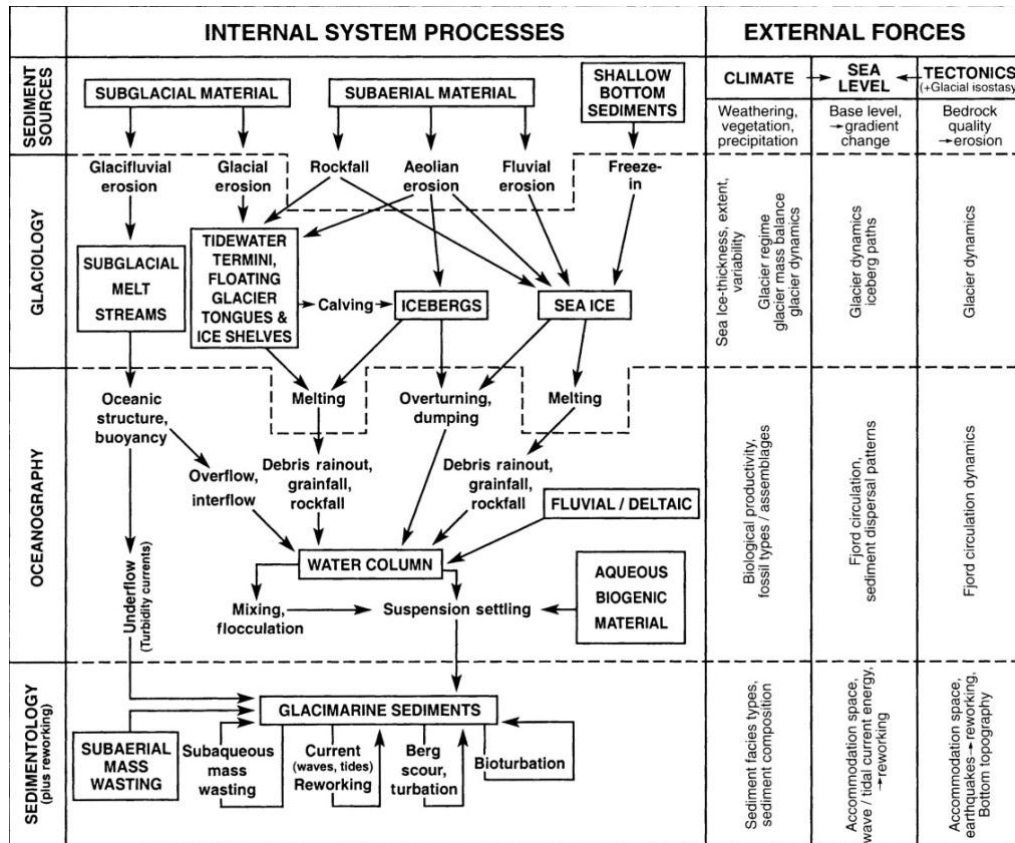 INTERNAL SYSTEM PROCESSES
EXTERNAL FORCES
SEDIMENT
SOURCES
SUBGLACIAL MATERIAL
SUBAERIAL MATERIAL
SHALLOW
BOTTOM
SEDIMENTS
CLIMATE
SEA
LEVEL
TECTONICS
(+Glacial isostasy)
Weathering,
vegetation,
precipitation
Base level,
→gradient
change
Bedrock
quality
→erosion
GLACIOLOGY
Glacifluvial
erosion
Glacial
erosion
Rockfall
Aeolian
erosion
Fluvial
erosion
Freeze-
in
SUBGLACIAL
MELT
STREAMS
TIDEWATER
TERMINI,
FLOATING
GLACIER
TONGUES &
ICE SHELVES
Calving
ICEBERGS
SEA ICE
Sea Ice-thickness, extent,
variability
Glacier regime
glacier mass balance
glacier dynamics
Glacier dynamics
iceberg paths
Glacier dynamics
OCEANOGRAPHY
Oceanic
structure,
buoyancy
Melting
Overturning,
dumping
Melting
Overflow,
interflow
Debris rainout,
grainfall,
rockfall
Debris rainout,
grainfall,
rockfall
FLUVIAL / DELTAIC
WATER COLUMN
AQUEOUS
BIOGENIC
MATERIAL
Mixing,
flocculation
Suspension settling
Underflow
(Turbidity currents)
Biological productivity,
fossil types / assemblages
Fjord circulation,
sediment dispersal patterns
Fjord circulation dynamics
SEDIMENTOLOGY
(plus reworking)
GLACIMARINE SEDIMENTS
SUBAERIAL
MASS
WASTING
Subaqueous
mass
wasting
Current
(waves, tides)
Reworking
Berg
scour,
turbation
Bioturbation
Sediment facies types,
sediment composition
Accommodation space,
wave / tidal current energy,
→reworking
Accommodation space,
earthquakes→reworking,
Bottom topography